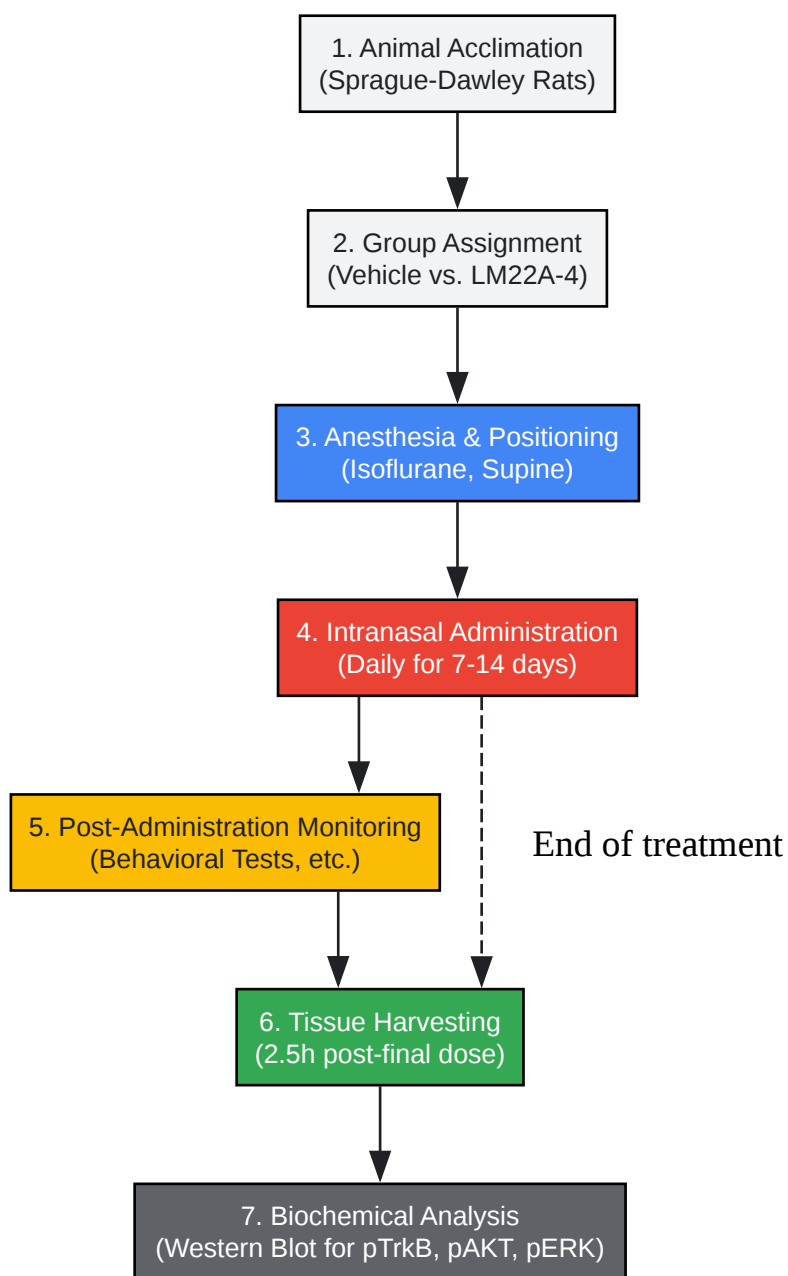 1. Animal Acclimation
(Sprague-Dawley Rats)
2. Group Assignment
(Vehicle vs. LM22A-4)
3. Anesthesia & Positioning
(Isoflurane, Supine)
4. Intranasal Administration
(Daily for 7-14 days)
5. Post-Administration Monitoring
(Behavioral Tests, etc.)
End of treatment
6. Tissue Harvesting
(2.5h post-final dose)
7. Biochemical Analysis
(Western Blot for pTrkB, pAKT, pERK)